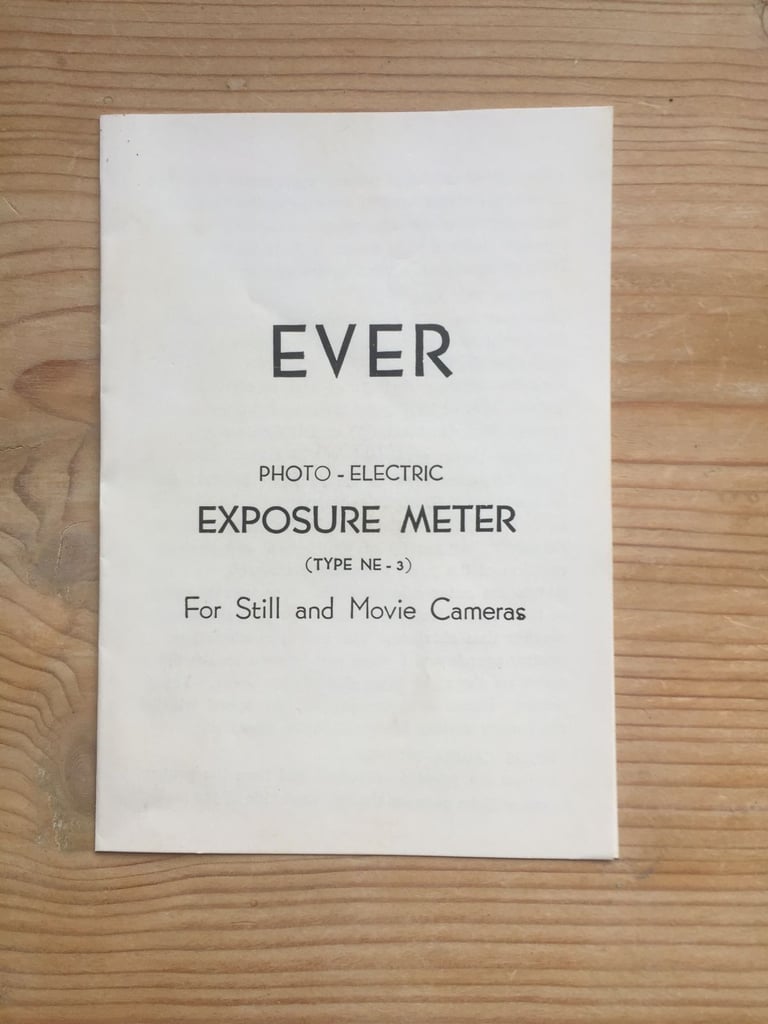 EVER
PHOTO - ELECTRIC
EXPOSURE METER
(TYPE NE - 3)
For Still and Movie Cameras